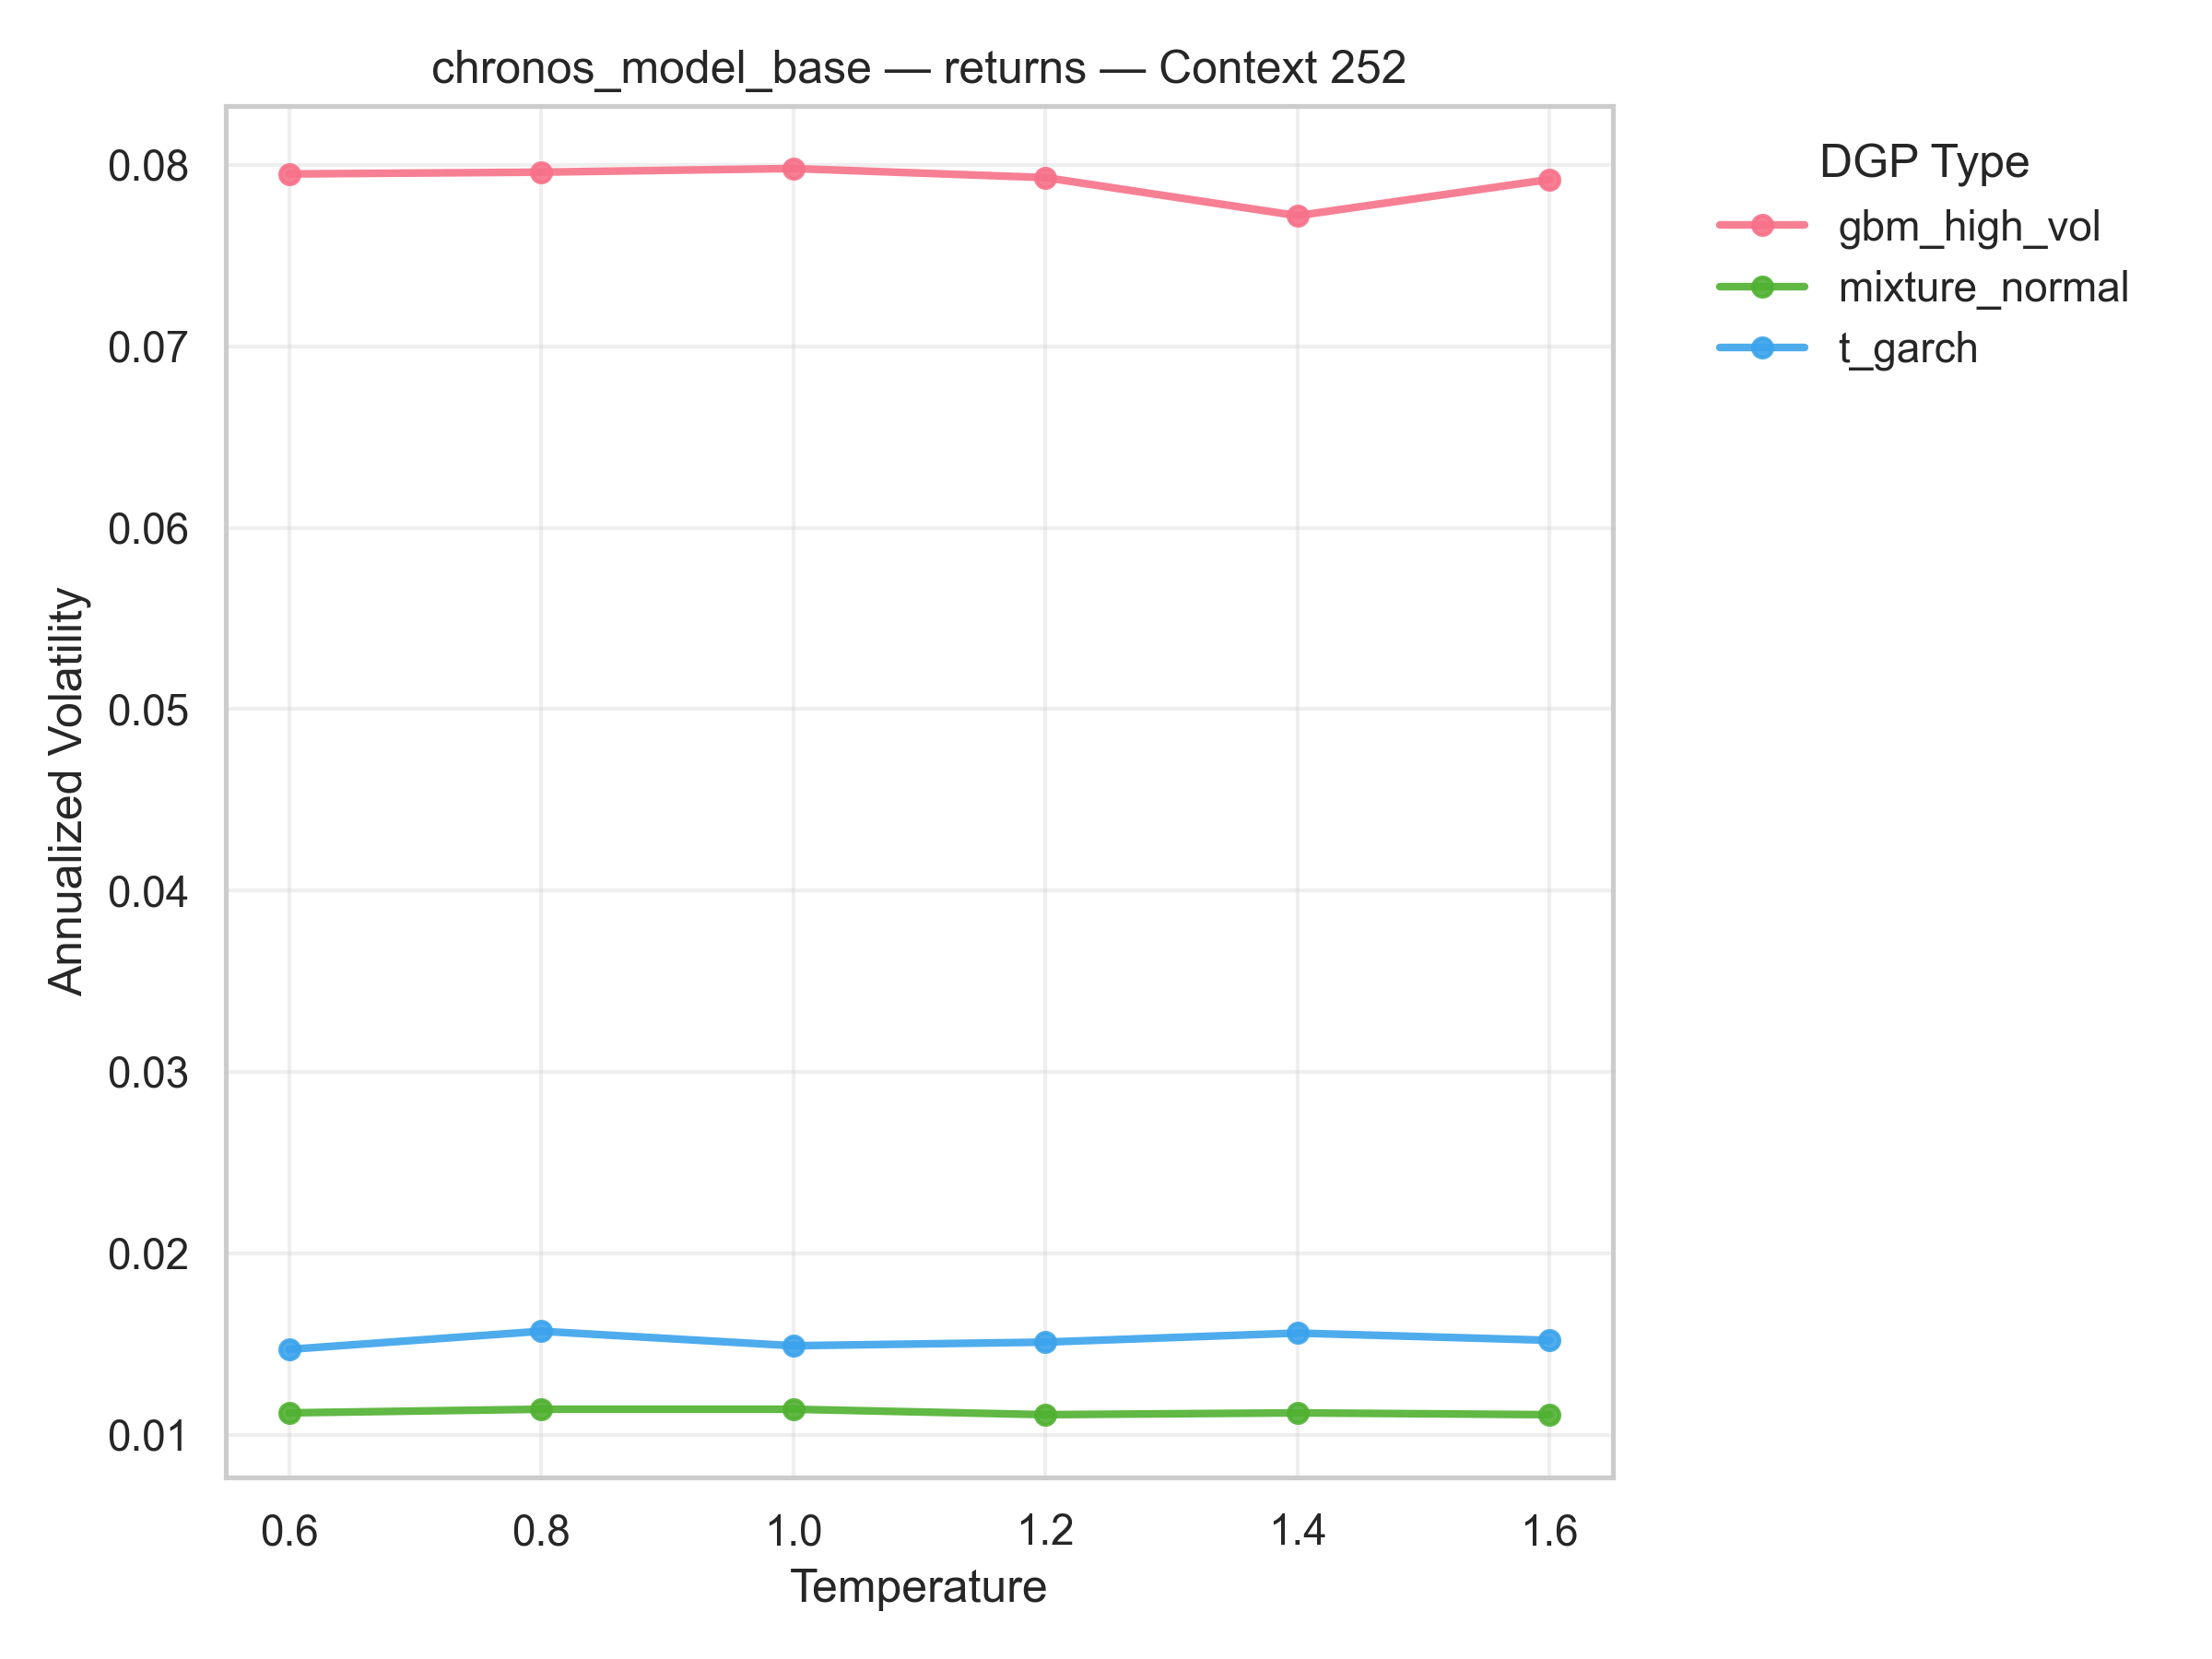 chronos_model_base — returns — Context 252
Annualized Volatility
0.08
0.07
0.06
0.05
0.04
0.03
0.02
0.01
0.6 0.8 1.0 1.2 1.4 1.6
Temperature
DGP Type
gbm_high_vol
mixture_normal
t_garch